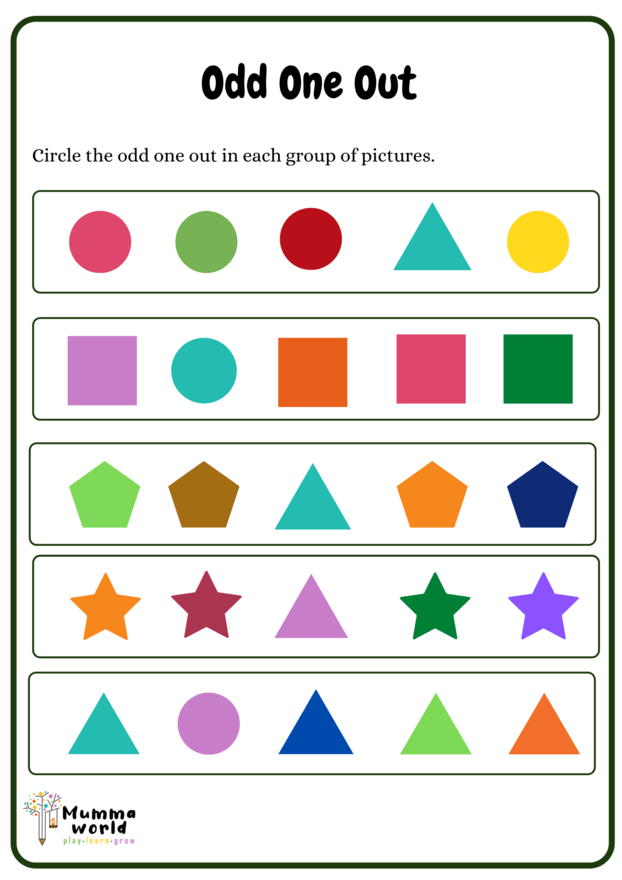 Odd One Out
Circle the odd one out in each group of pictures.
Mumma
world
play•learn•grow